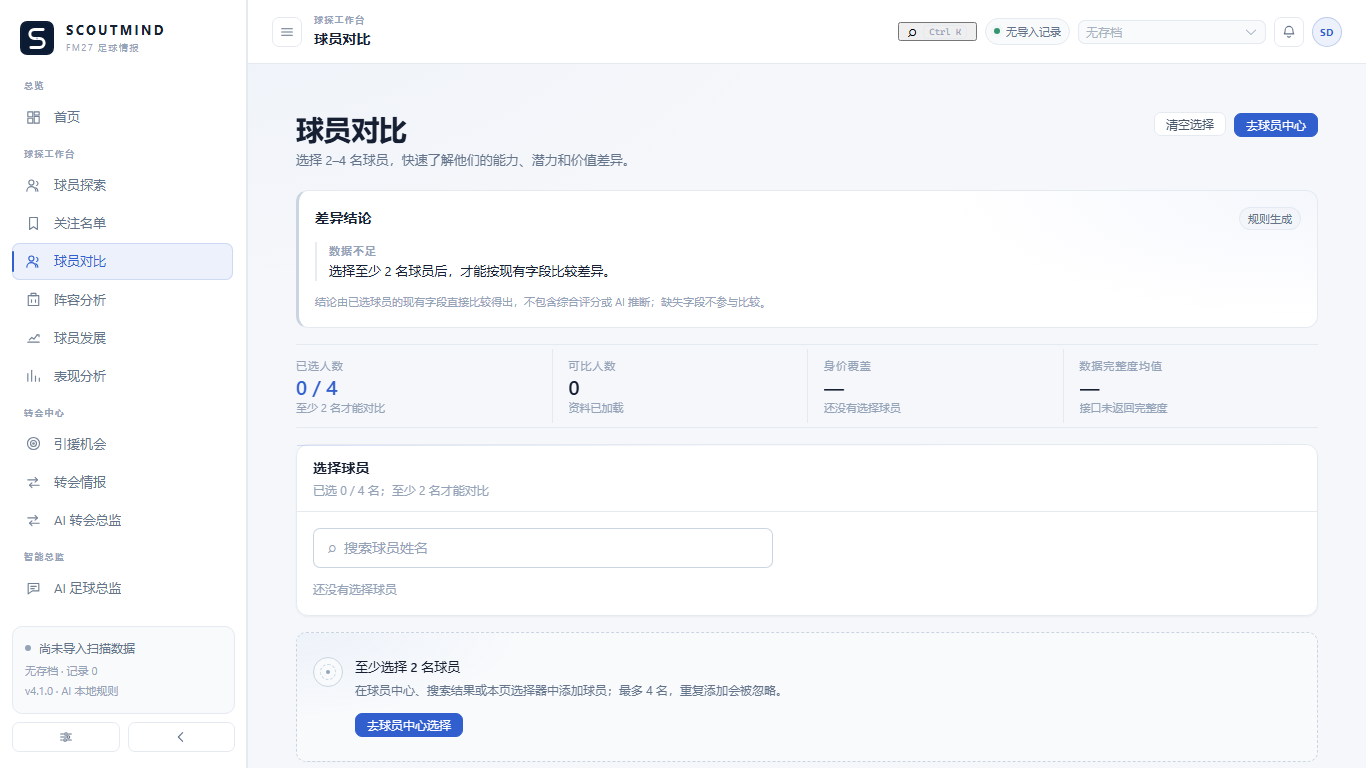 SCOUTMIND
FM27 足球情报
总览
首页
球探工作台
球员探索
关注名单
球员对比
阵容分析
球员发展
表现分析
转会中心
引援机会
转会情报
AI 转会总监
智能总监
AI 足球总监
尚未导入扫描数据
无存档 · 记录 0
v4.1.0 · AI 本地规则
球探工作台
球员对比
Ctrl K
无导入记录
无存档
SD
球员对比
选择 2–4 名球员，快速了解他们的能力、潜力和价值差异。
清空选择
去球员中心
差异结论
规则生成
数据不足
选择至少 2 名球员后，才能按现有字段比较差异。
结论由已选球员的现有字段直接比较得出，不包含综合评分或 AI 推断；缺失字段不参与比较。
已选人数
0 / 4
至少 2 名才能对比
可比人数
0
资料已加载
身价覆盖
—
还没有选择球员
数据完整度均值
—
接口未返回完整度
选择球员
已选 0 / 4 名；至少 2 名才能对比
搜索球员姓名
还没有选择球员
至少选择 2 名球员
在球员中心、搜索结果或本页选择器中添加球员；最多 4 名，重复添加会被忽略。
去球员中心选择